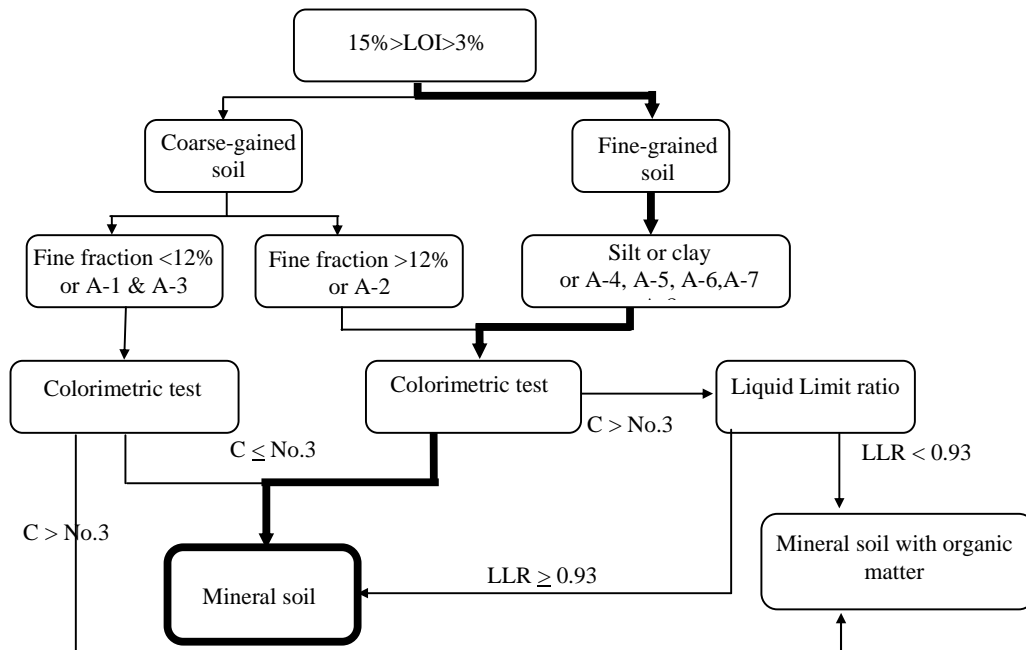 15%>LOI>3%
Coarse-gained
soil
Fine-grained
soil
Fine fraction <12%
or A-1 & A-3
Fine fraction >12%
or A-2
Silt or clay
or A-4, A-5, A-6,A-7
Colorimetric test
Colorimetric test
Liquid Limit ratio
C > No.3
C ≤ No.3
LLR < 0.93
C > No.3
Mineral soil with organic
matter
LLR ≥ 0.93
Mineral soil